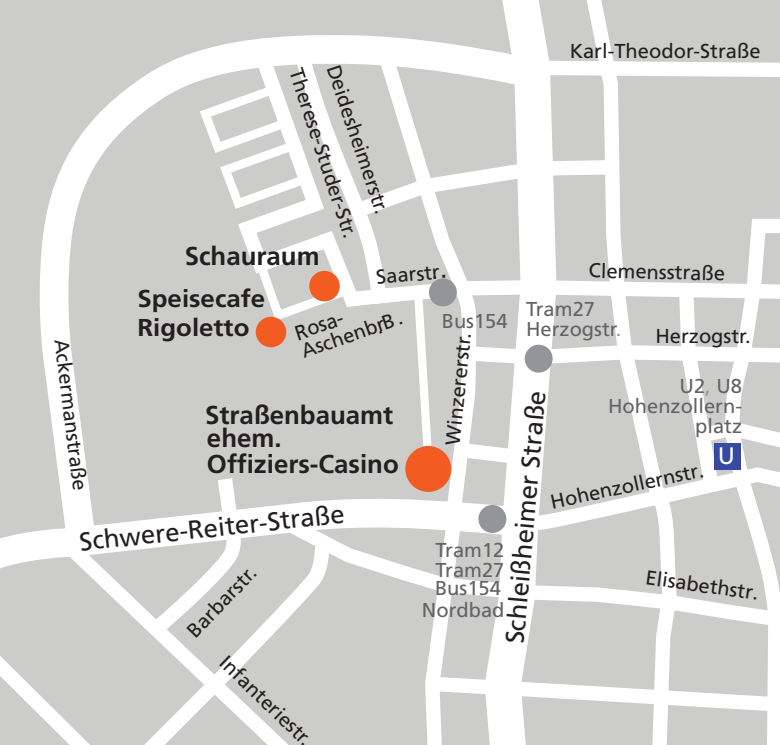 Karl-Theodor-Straße
Deidesheimerstr.
Therese-Studer-Str.
Schauraum
Saarstr.
Clemensstraße
Speisecafe
Rigoletto
Rosa-
Aschenb.
B.
Bus154
Tram27
Herzogstr.
Herzogstr.
Ackermanstraße
Winzererstr.
U2, U8
Hohenzollern-
platz
U
Straßenbauamt
ehem.
Offiziers-Casino
Schleißheimer Straße
Hohenzollernstr.
Schwere-Reiter-Straße
Tram12
Tram27
Bus154
Nordbad
Elisabethstr.
Barbarstr.
Infanteriestr.